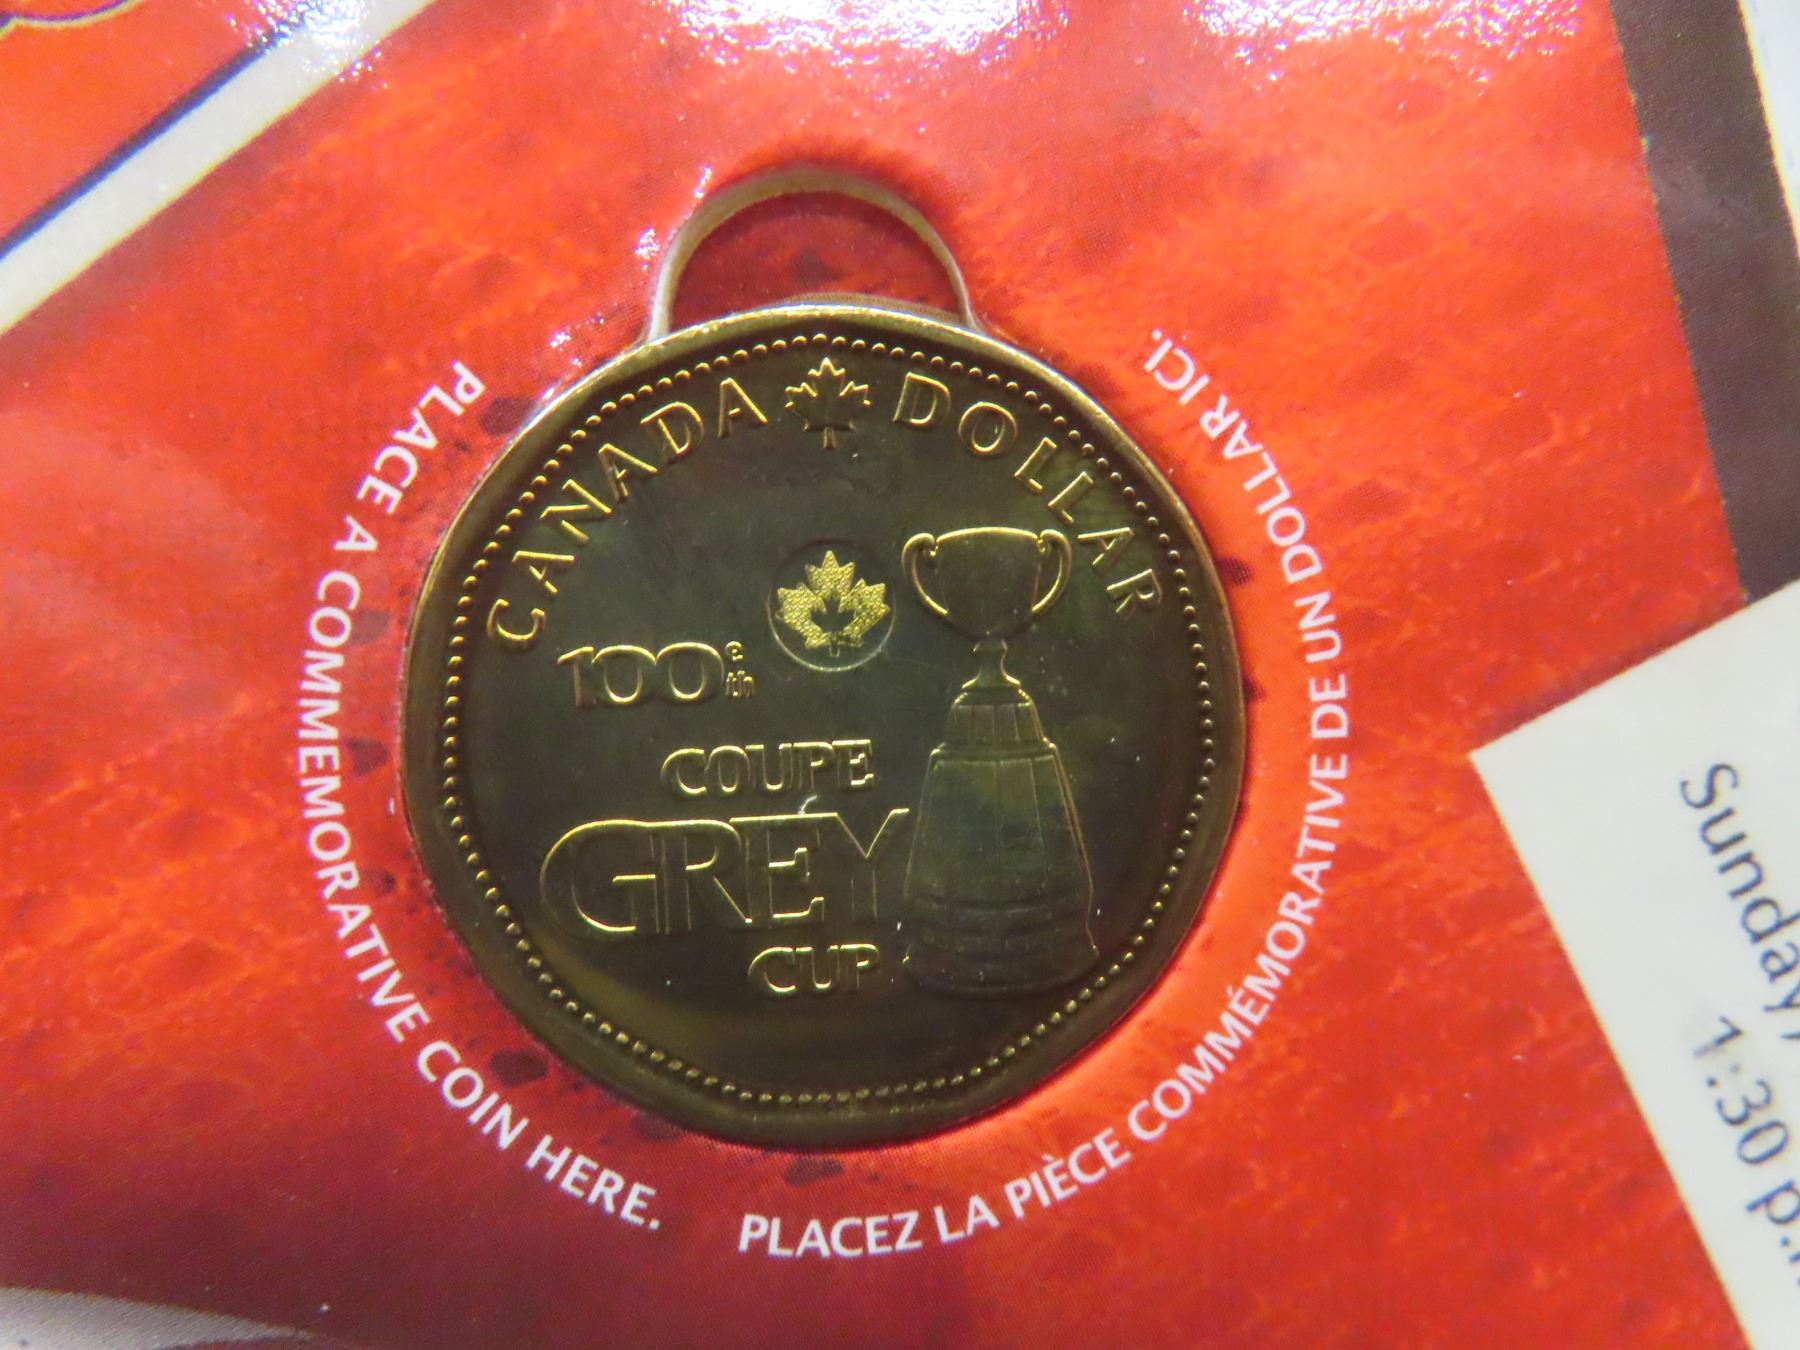 CANADA DOLLAR
100 e th
COUPE
GREY
CUP
PLACE A COMMEMORATIVE COIN HERE.
PLACEZ LA PIÈCE COMMÉMORATIVE DE UN DOLLAR ICI.
Sunday,
1:30 p.m